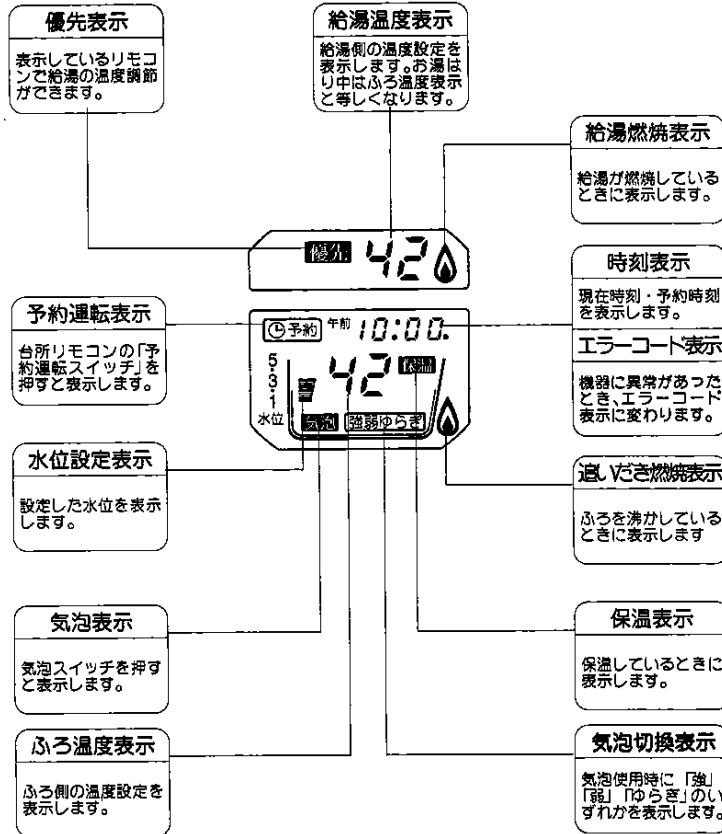 優先表示
表示しているリモコ
ンで給湯の温度調節
ができます。
給湯温度表示
給湯側の温度設定を
表示します。お湯は
り中はふろ温度表示
と等しくなります。
給湯燃焼表示
給湯が燃焼している
ときに表示します。
優先 42
時刻表示
現在時刻・予約時刻
を表示します。
エラーコード表示
機器に異常があった
とき、エラーコード
表示に変わります。
予約運転表示
台所リモコンの「予
約運転スイッチ」を
押すと表示します。
予約 午前 10:00
5・3・1
水位
42 保温
気泡 強弱ゆらぎ
水位設定表示
設定した水位を表示
します。
追いだき燃焼表示
ふろを沸かしている
ときに表示します
気泡表示
気泡スイッチを押す
と表示します。
保温表示
保温しているときに
表示します。
ふろ温度表示
ふろ側の温度設定を
表示します。
気泡切換表示
気泡使用時に「強」
「弱」「ゆらぎ」のい
ずれかを表示します。